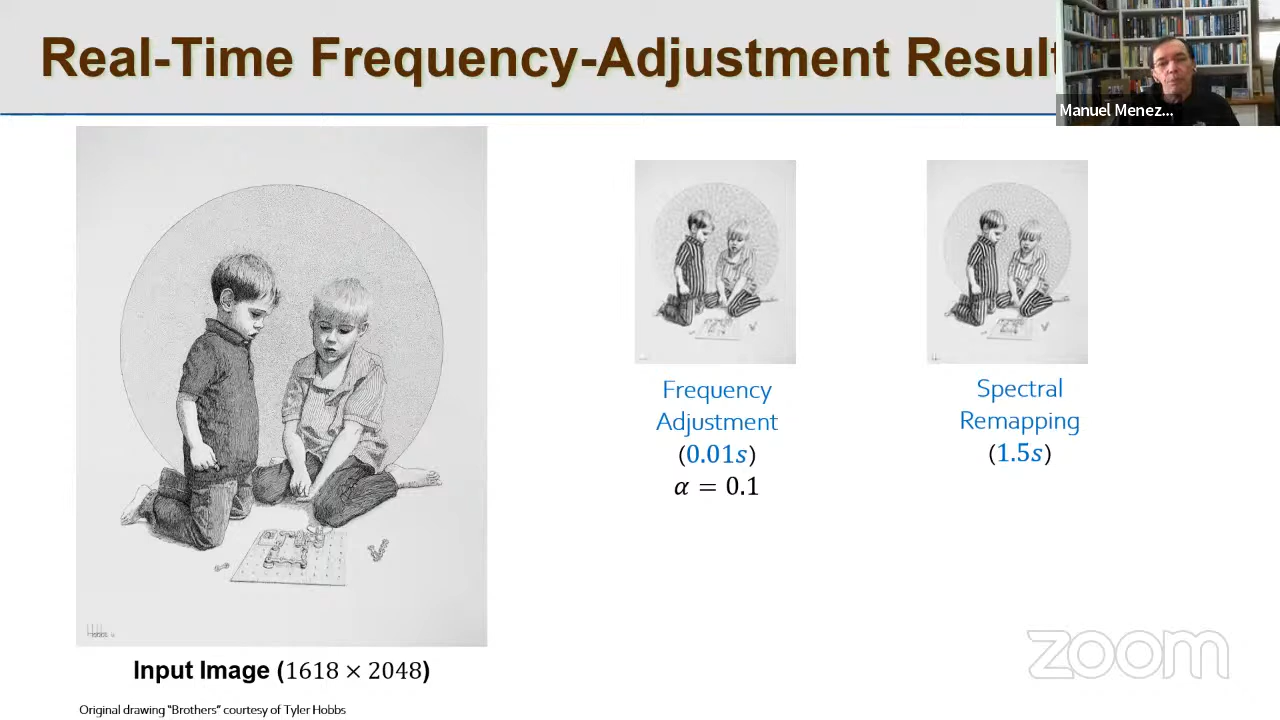 Real-Time Frequency-Adjustment Result
Manuel Menez...
Frequency
Adjustment
(0.01s)
α = 0.1
Spectral
Remapping
(1.5s)
Hobbs
Input Image (1618 × 2048)
Original drawing “Brothers” courtesy of Tyler Hobbs
zoom